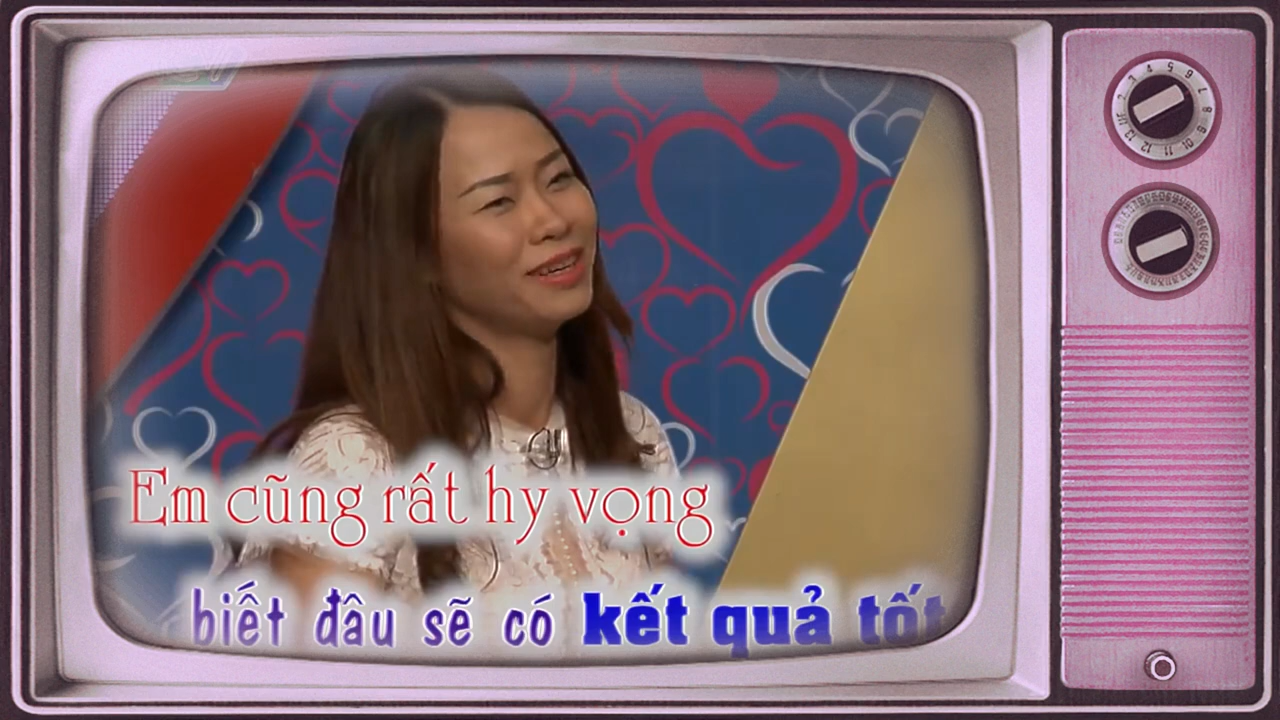 Em cũng rất hy vọng
biết đâu sẽ có kết quả tốt